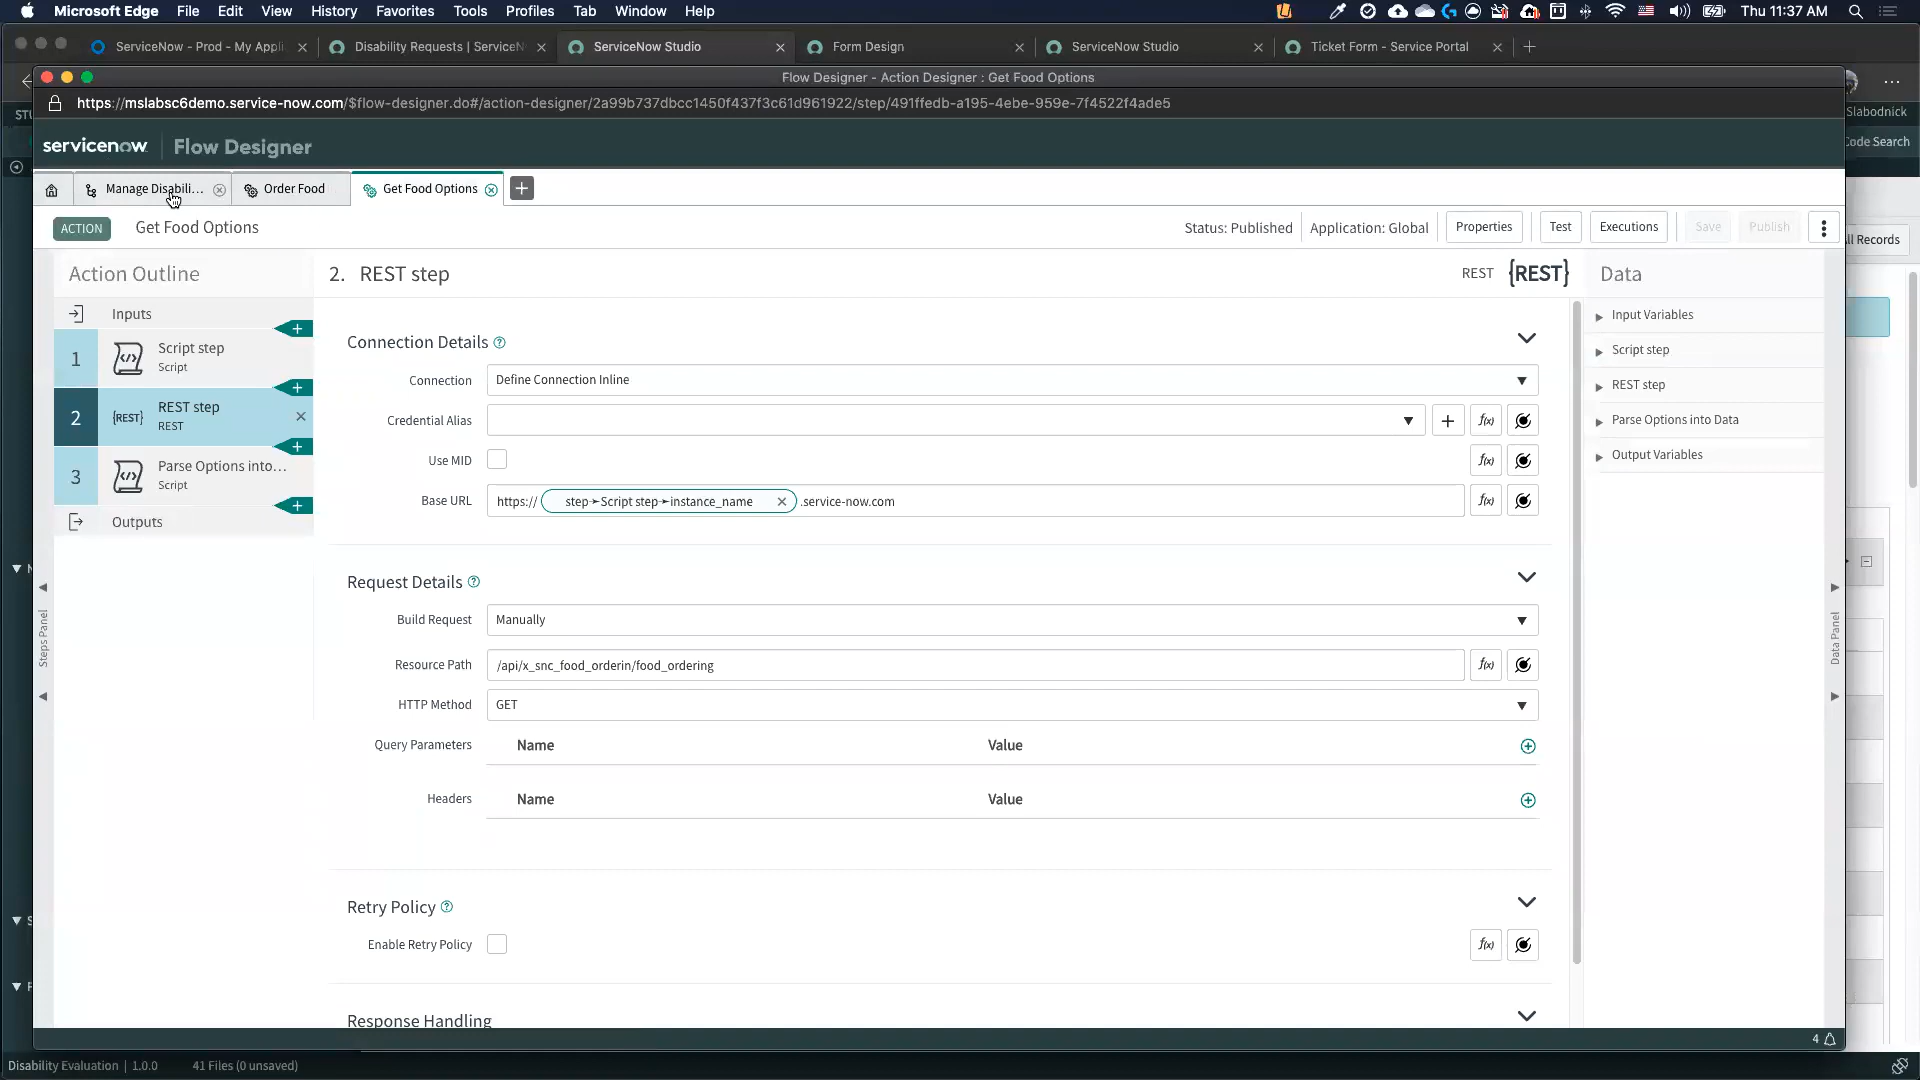 Microsoft Edge File Edit View History Favorites Tools Profiles Tab Window Help Thu 11:37 AM
ServiceNow - Prod - My Appli
Disability Requests | ServiceN
ServiceNow Studio
Form Design
ServiceNow Studio
Ticket Form - Service Portal
Flow Designer - Action Designer : Get Food Options
https://mslabsc6demo.service-now.com/$flow-designer.do#/action-designer/2a99b737dbcc1450f437f3c61d961922/step/491ffedb-a195-4ebe-959e-7f4522f4ade5
STU
Slabodnick
servicenow Flow Designer
Code Search
Manage Disabili... Order Food Get Food Options
ACTION Get Food Options
Status: Published Application: Global Properties Test Executions Save Publish
ll Records
Action Outline
2. REST step
REST {REST}
Data
Inputs
1 Script step
Script
2 {REST} REST step
REST
3 Parse Options into...
Script
Outputs
Connection Details
Connection Define Connection Inline
Credential Alias f(x)
Use MID f(x)
Base URL https:// step➛Script step➛instance_name .service-now.com f(x)
Request Details
Build Request Manually
Resource Path /api/x_snc_food_orderin/food_ordering f(x)
HTTP Method GET
Query Parameters Name Value
Headers Name Value
Retry Policy
Enable Retry Policy f(x)
Response Handling
Input Variables
Script step
REST step
Parse Options into Data
Output Variables
Steps Panel
Data Panel
4
Disability Evaluation | 1.0.0 41 Files (0 unsaved)